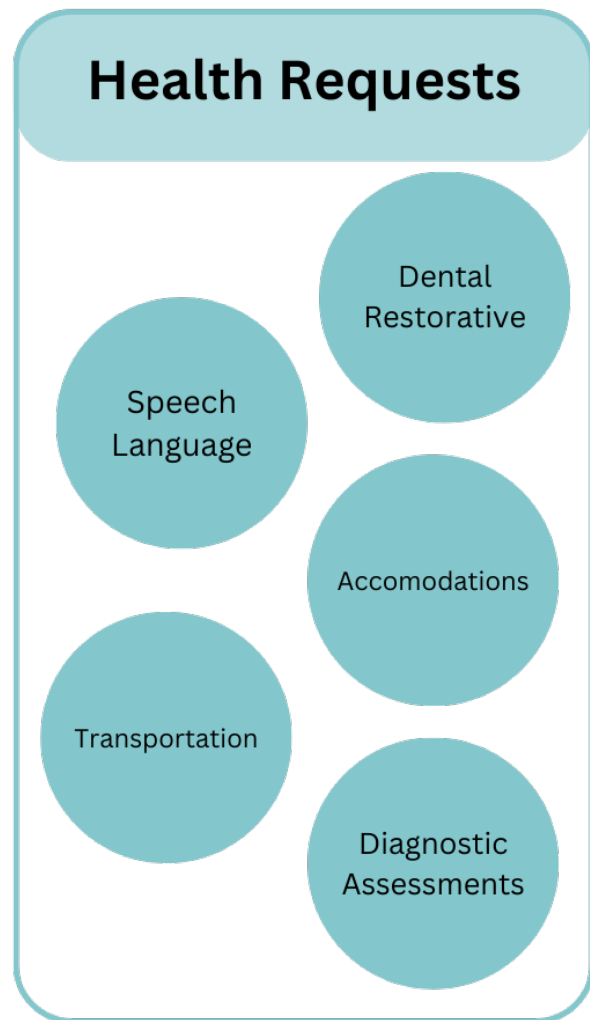 Health Requests
Dental
Restorative
Speech
Language
Accomodations
Transportation
Diagnostic
Assessments